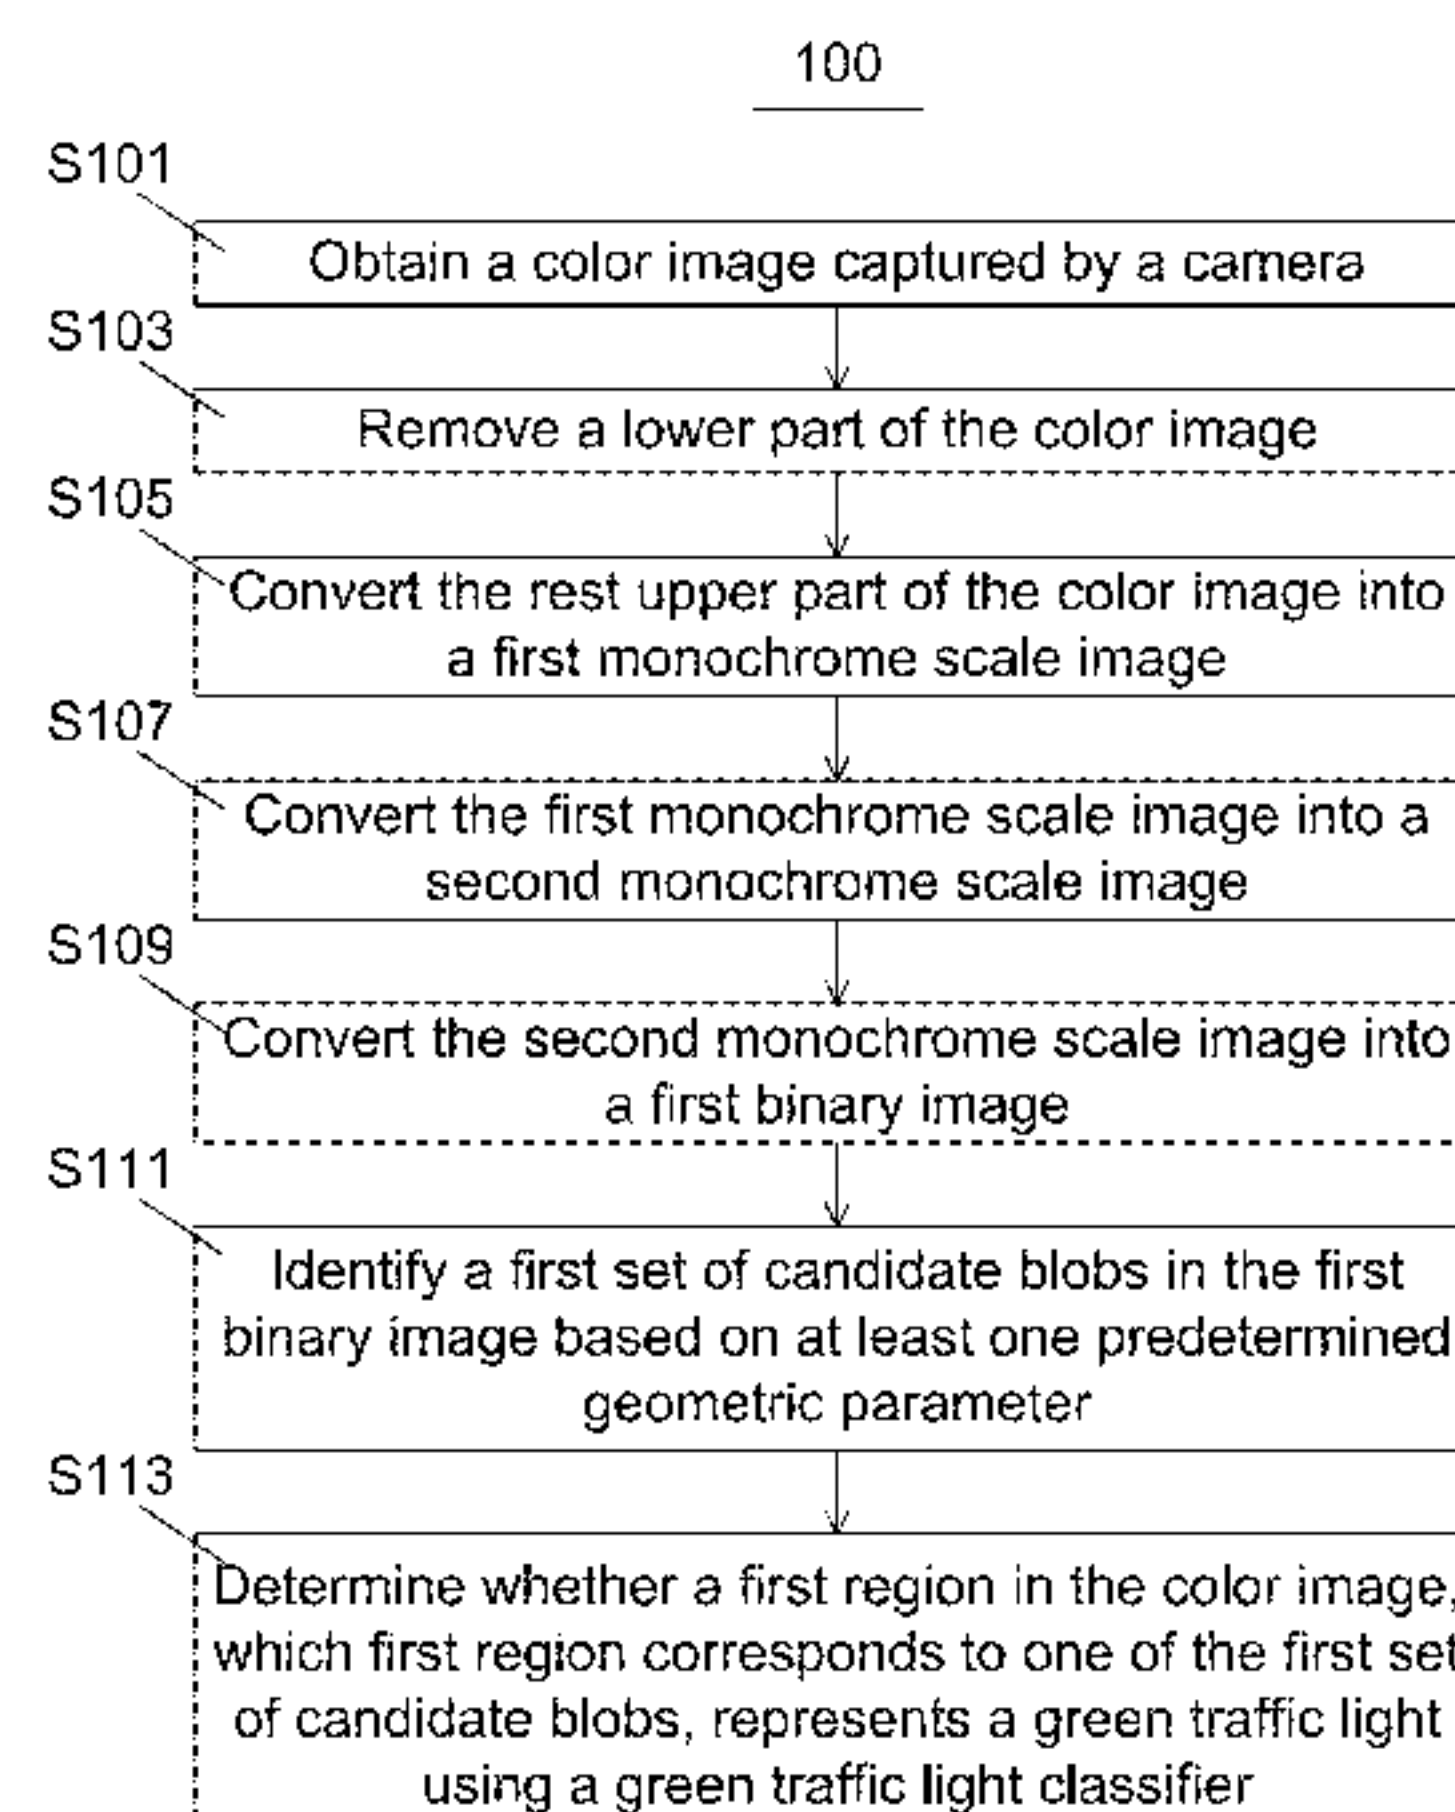 100
S101
Obtain a color image captured by a camera
S103
Remove a lower part of the color image
S105
Convert the rest upper part of the color image into
a first monochrome scale image
S107
Convert the first monochrome scale image into a
second monochrome scale image
S109
Convert the second monochrome scale image into
a first binary image
S111
Identify a first set of candidate blobs in the first
binary image based on at least one predetermined
geometric parameter
S113
Determine whether a first region in the color image,
which first region corresponds to one of the first set
of candidate blobs, represents a green traffic light
using a green traffic light classifier